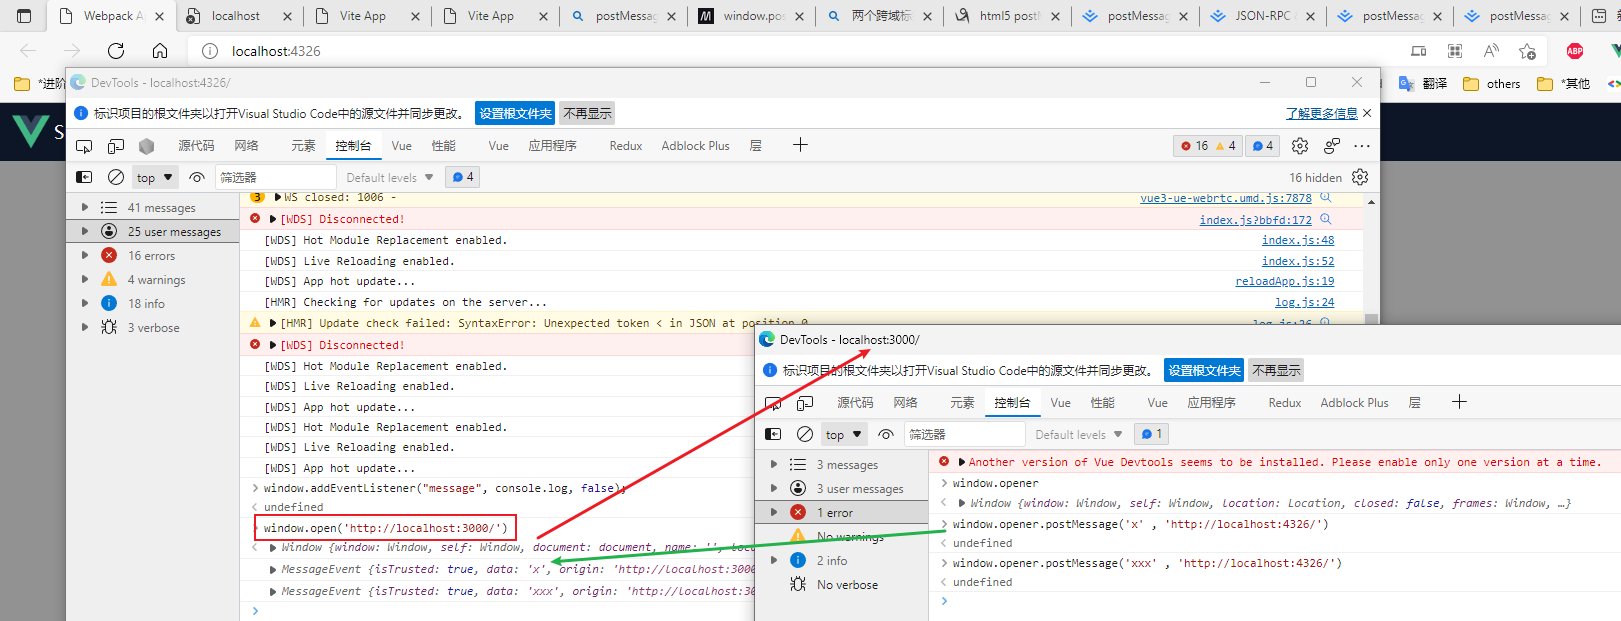 Webpack Ap
localhost
Vite App
Vite App
postMessag
window.pos
两个跨域标
html5 postM
postMessag
JSON-RPC
postMessag
postMessag
localhost:4326
ABP
*进阶
翻译
others
*其他
S
DevTools - localhost:4326/
标识项目的根文件夹以打开Visual Studio Code中的源文件并同步更改。
设置根文件夹
不再显示
了解更多信息
源代码
网络
元素
控制台
Vue
性能
Vue
应用程序
Redux
Adblock Plus
层
16
4
4
top
筛选器
Default levels
4
16 hidden
41 messages
25 user messages
16 errors
4 warnings
18 info
3 verbose
3 WS closed: 1006 - vue3-ue-webrtc.umd.js:7878
[WDS] Disconnected! index.js?bbfd:172
[WDS] Hot Module Replacement enabled. index.js:48
[WDS] Live Reloading enabled. index.js:52
[WDS] App hot update... reloadApp.js:19
[HMR] Checking for updates on the server... log.js:24
[HMR] Update check failed: SyntaxError: Unexpected token < in JSON at position 0 log.js:26
[WDS] Disconnected!
[WDS] Hot Module Replacement enabled.
[WDS] Live Reloading enabled.
[WDS] App hot update...
[WDS] Hot Module Replacement enabled.
[WDS] Live Reloading enabled.
[WDS] App hot update...
window.addEventListener("message", console.log, false);
undefined
window.open('http://localhost:3000/')
Window {window: Window, self: Window, document: document, name: '', loc
MessageEvent {isTrusted: true, data: 'x', origin: 'http://localhost:3000
MessageEvent {isTrusted: true, data: 'xxx', origin: 'http://localhost:30
DevTools - localhost:3000/
标识项目的根文件夹以打开Visual Studio Code中的源文件并同步更改。
设置根文件夹
不再显示
源代码
网络
元素
控制台
Vue
性能
Vue
应用程序
Redux
Adblock Plus
层
top
筛选器
Default levels
1
3 messages
3 user messages
1 error
No warnings
2 info
No verbose
Another version of Vue Devtools seems to be installed. Please enable only one version at a time.
window.opener
Window {window: Window, self: Window, location: Location, closed: false, frames: Window, …}
window.opener.postMessage('x' , 'http://localhost:4326/')
undefined
window.opener.postMessage('xxx' , 'http://localhost:4326/')
undefined